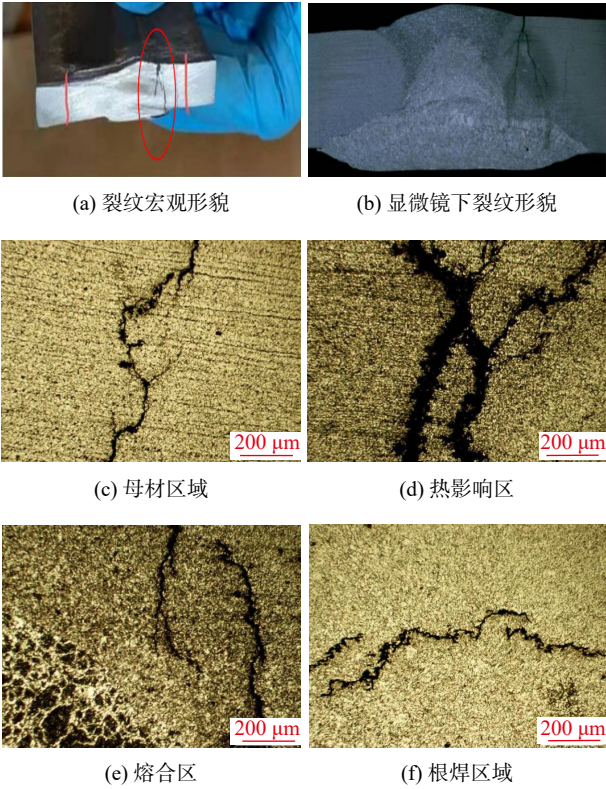 (a) 裂纹宏观形貌
(b) 显微镜下裂纹形貌
200 μm
200 μm
(c) 母材区域
(d) 热影响区
200 μm
200 μm
(e) 熔合区
(f) 根焊区域